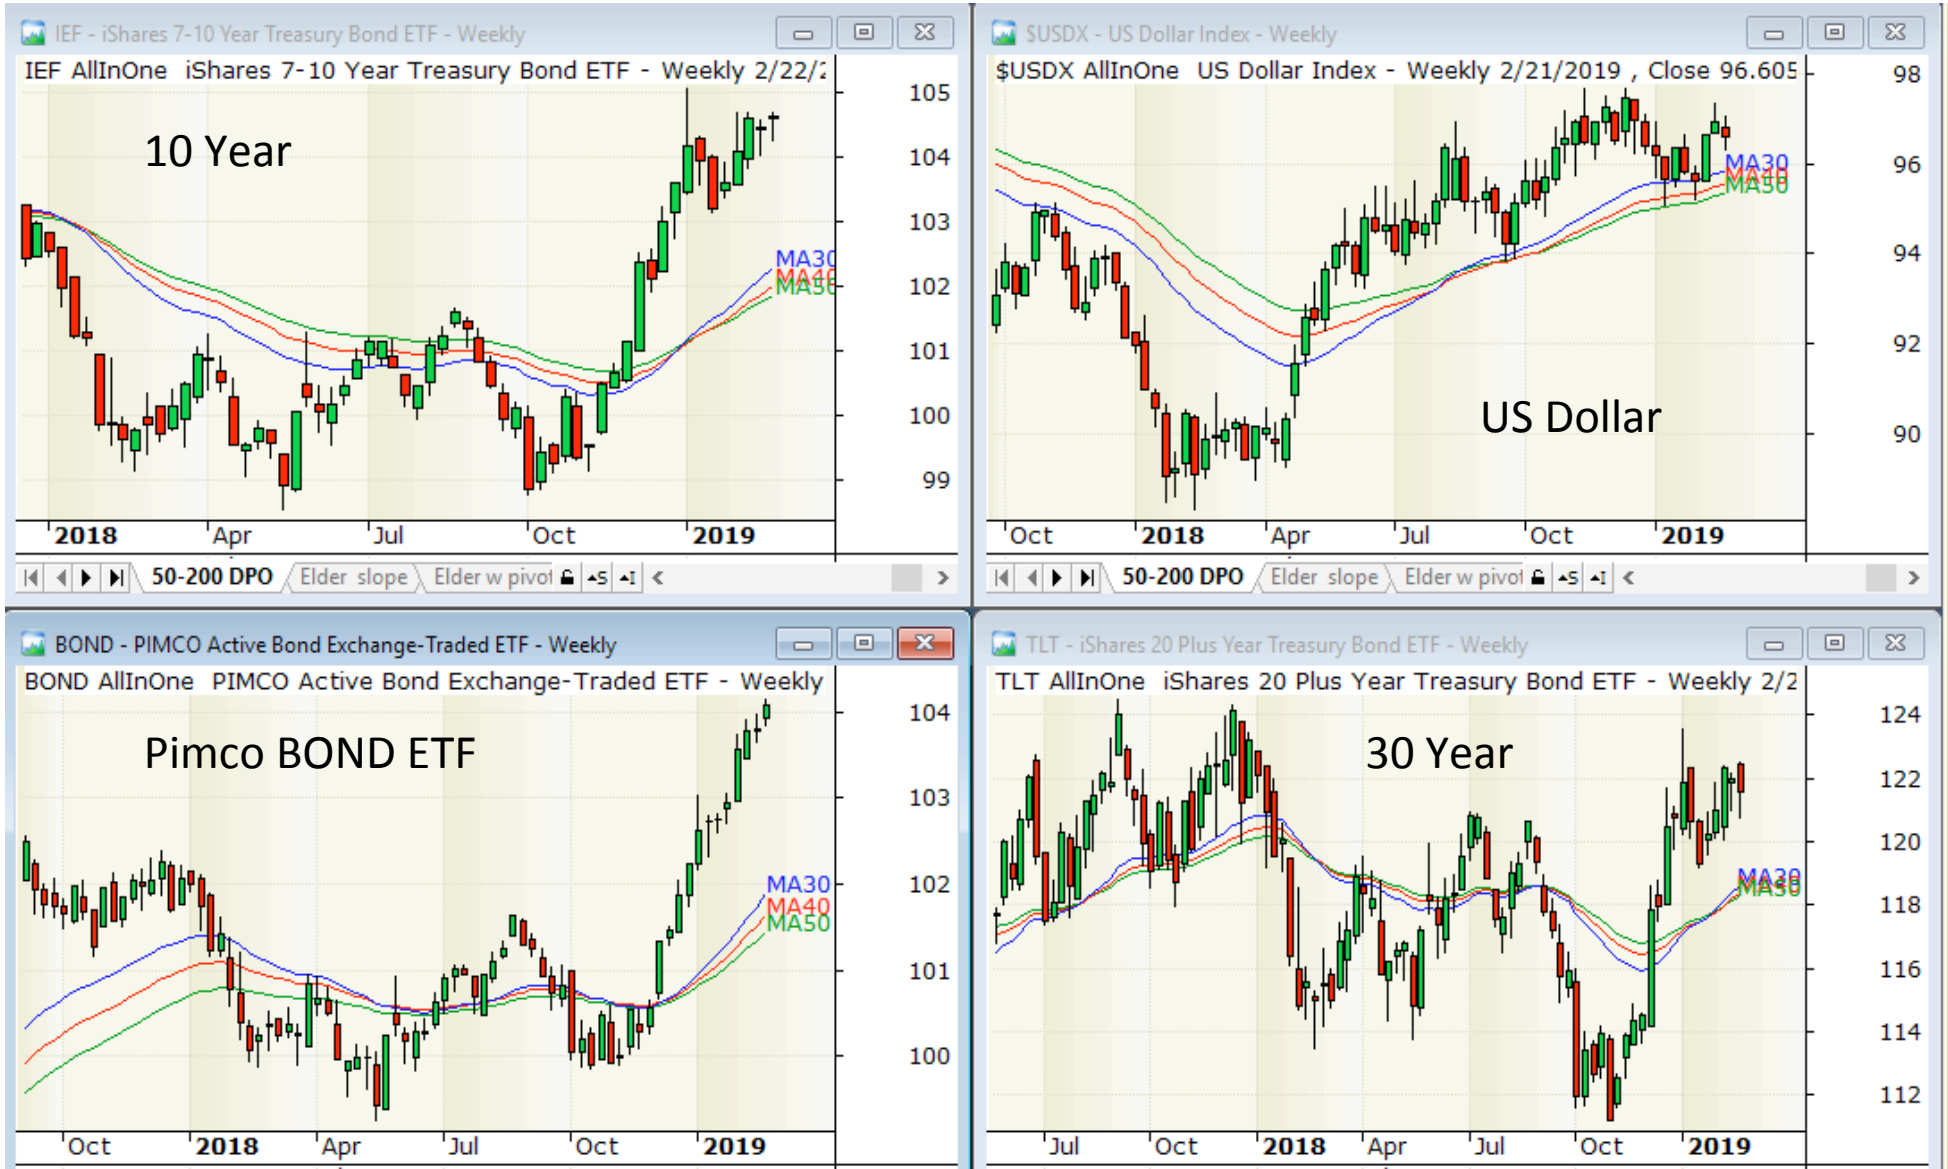 IEF - iShares 7-10 Year Treasury Bond ETF - Weekly
IEF AllInOne iShares 7-10 Year Treasury Bond ETF - Weekly 2/22/2
10 Year
105
104
103
102
101
100
99
MA30
MA40
MA50
2018 Apr Jul Oct 2019
50-200 DPO Elder slope Elder w pivot S I
$USDX - US Dollar Index - Weekly
$USDX AllInOne US Dollar Index - Weekly 2/21/2019 , Close 96.605
98
96
94
92
90
MA30
MA40
MA50
US Dollar
Oct 2018 Apr Jul Oct 2019
50-200 DPO Elder slope Elder w pivot S I
BOND - PIMCO Active Bond Exchange-Traded ETF - Weekly
BOND AllInOne PIMCO Active Bond Exchange-Traded ETF - Weekly
Pimco BOND ETF
104
103
102
101
100
MA30
MA40
MA50
Oct 2018 Apr Jul Oct 2019
TLT - iShares 20 Plus Year Treasury Bond ETF - Weekly
TLT AllInOne iShares 20 Plus Year Treasury Bond ETF - Weekly 2/2
30 Year
124
122
120
118
116
114
112
MA30
MA50
Jul Oct 2018 Apr Jul Oct 2019